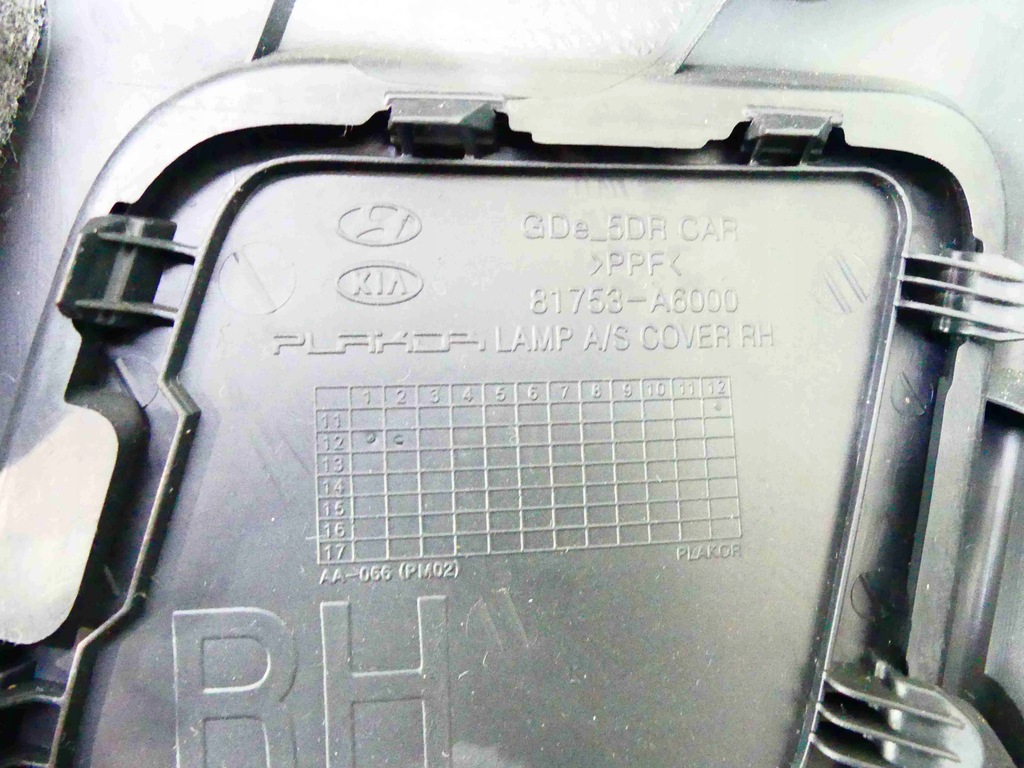 GDe_5DR CAR
>PPF<
KIA
81753-A6000
PLAKOR LAMP A/S COVER RH
1 2 3 4 5 6 7 8 9 10 11 12
11
12
13
14
15
16
17
AA-066 (PM02) PLAKOR
RH